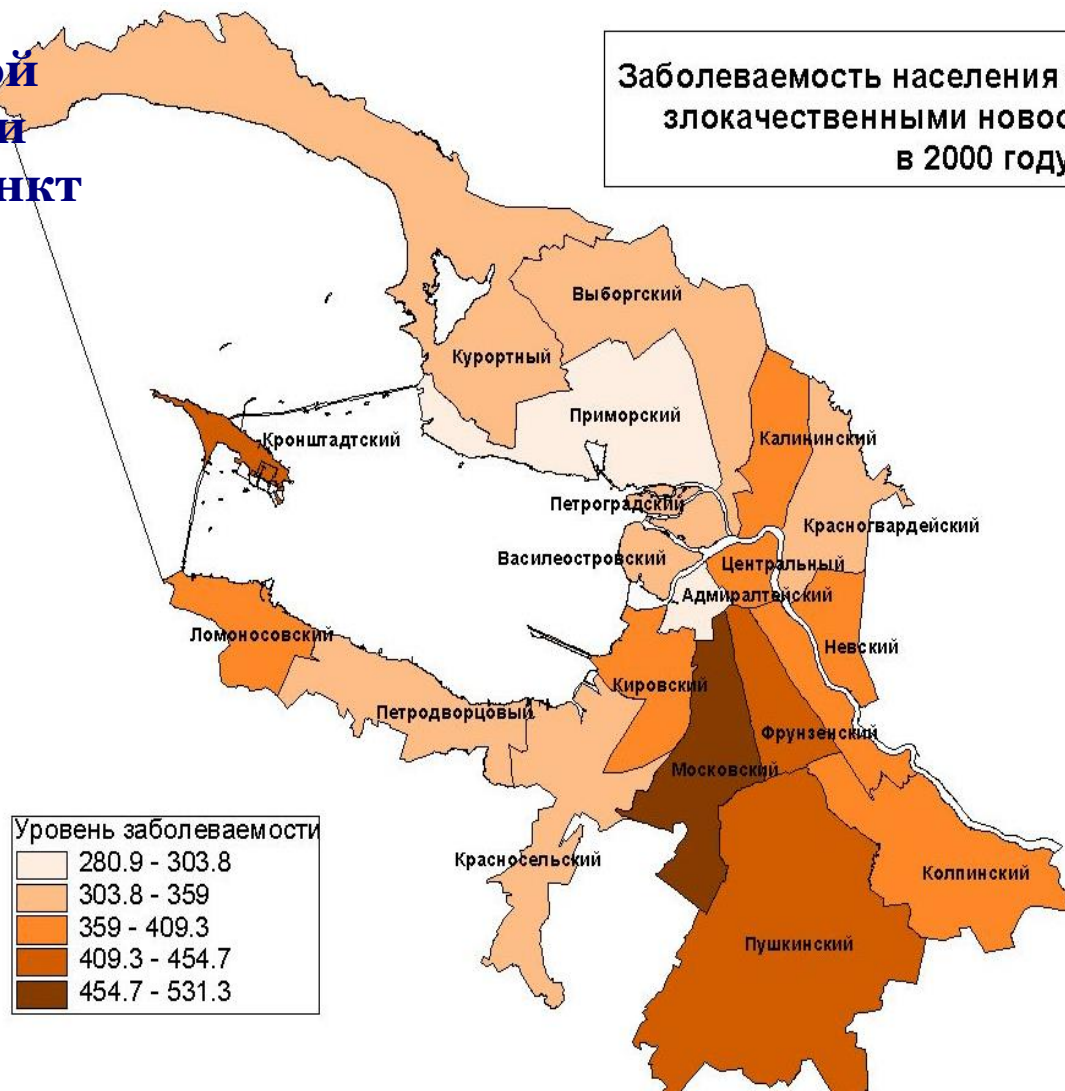 ой
и
нкт
Заболеваемость населения
злокачественными новос
в 2000 году
Выборгский
Курортный
Приморский
Кронштадтский
Калининский
Петроградский
Красногвардейский
Василеостровский
Центральный
Адмиралтейский
Ломоносовский
Невский
Кировский
Петродворцовый
Фрунзенский
Московский
Красносельский
Колпинский
Пушкинский
Уровень заболеваемости
280.9 - 303.8
303.8 - 359
359 - 409.3
409.3 - 454.7
454.7 - 531.3